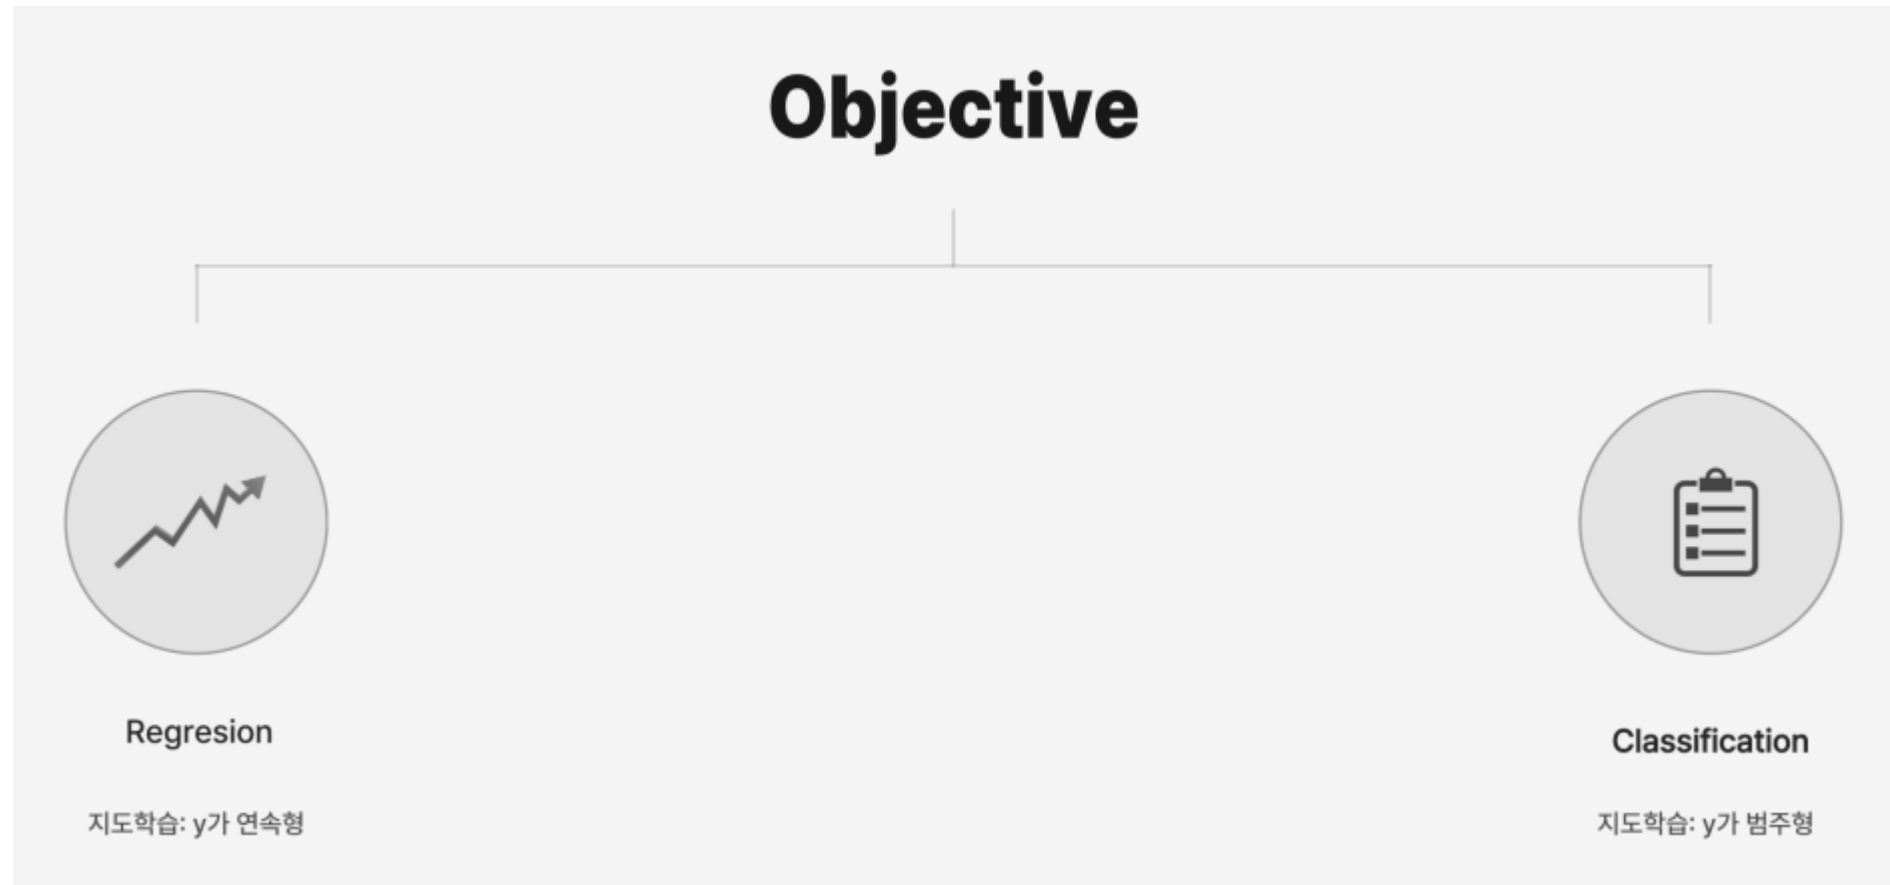 Objective
Regresion
Classification
지도학습: y가 연속형
지도학습: y가 범주형